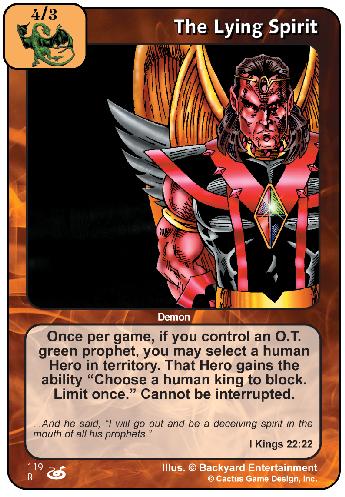 4/3
The Lying Spirit
Demon
Once per game, if you control an O.T.
green prophet, you may select a human
Hero in territory. That Hero gains the
ability “Choose a human king to block.
Limit once.” Cannot be interrupted.
...And he said, "I will go out and be a deceiving spirit in the
mouth of all his prophets."
I Kings 22:22
119
R
Illus. © Backyard Entertainment
© Cactus Game Design, Inc.